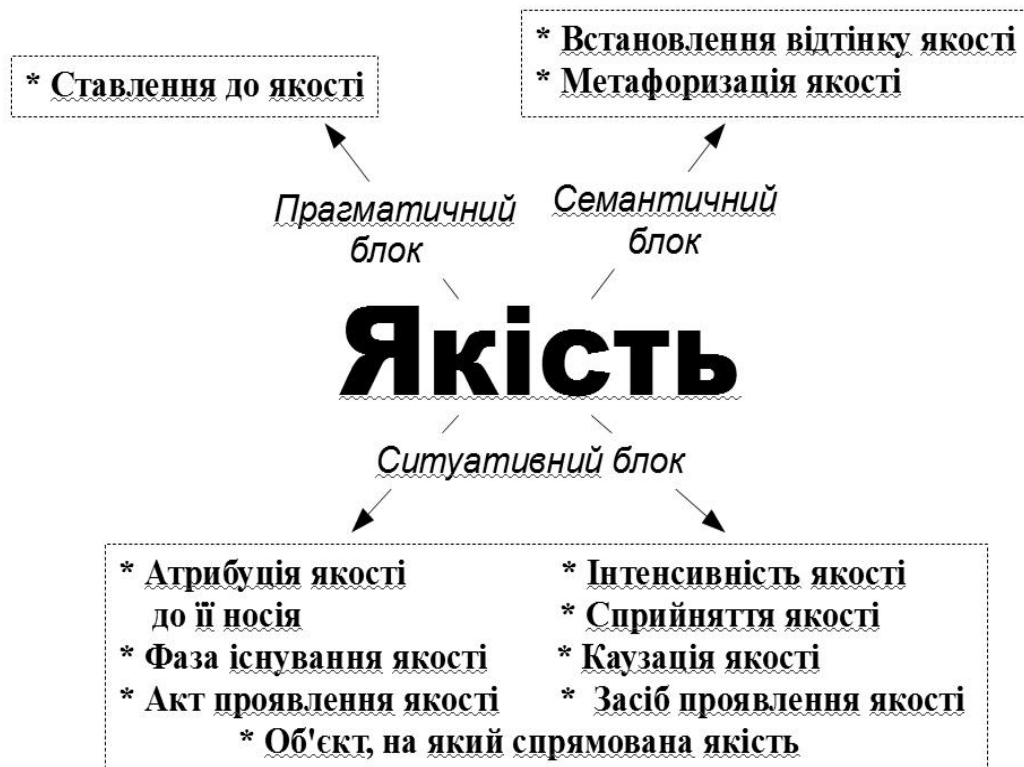 * Ставлення до якості
* Встановлення відтінку якості
* Метафоризація якості
Прагматичний
блок
Семантичний
блок
Якість
Ситуативний блок
* Атрибуція якості
до її носія
* Фаза існування якості
* Акт проявлення якості
* Інтенсивність якості
* Сприйняття якості
* Каузація якості
* Засіб проявлення якості
* Об'єкт, на який спрямована якість